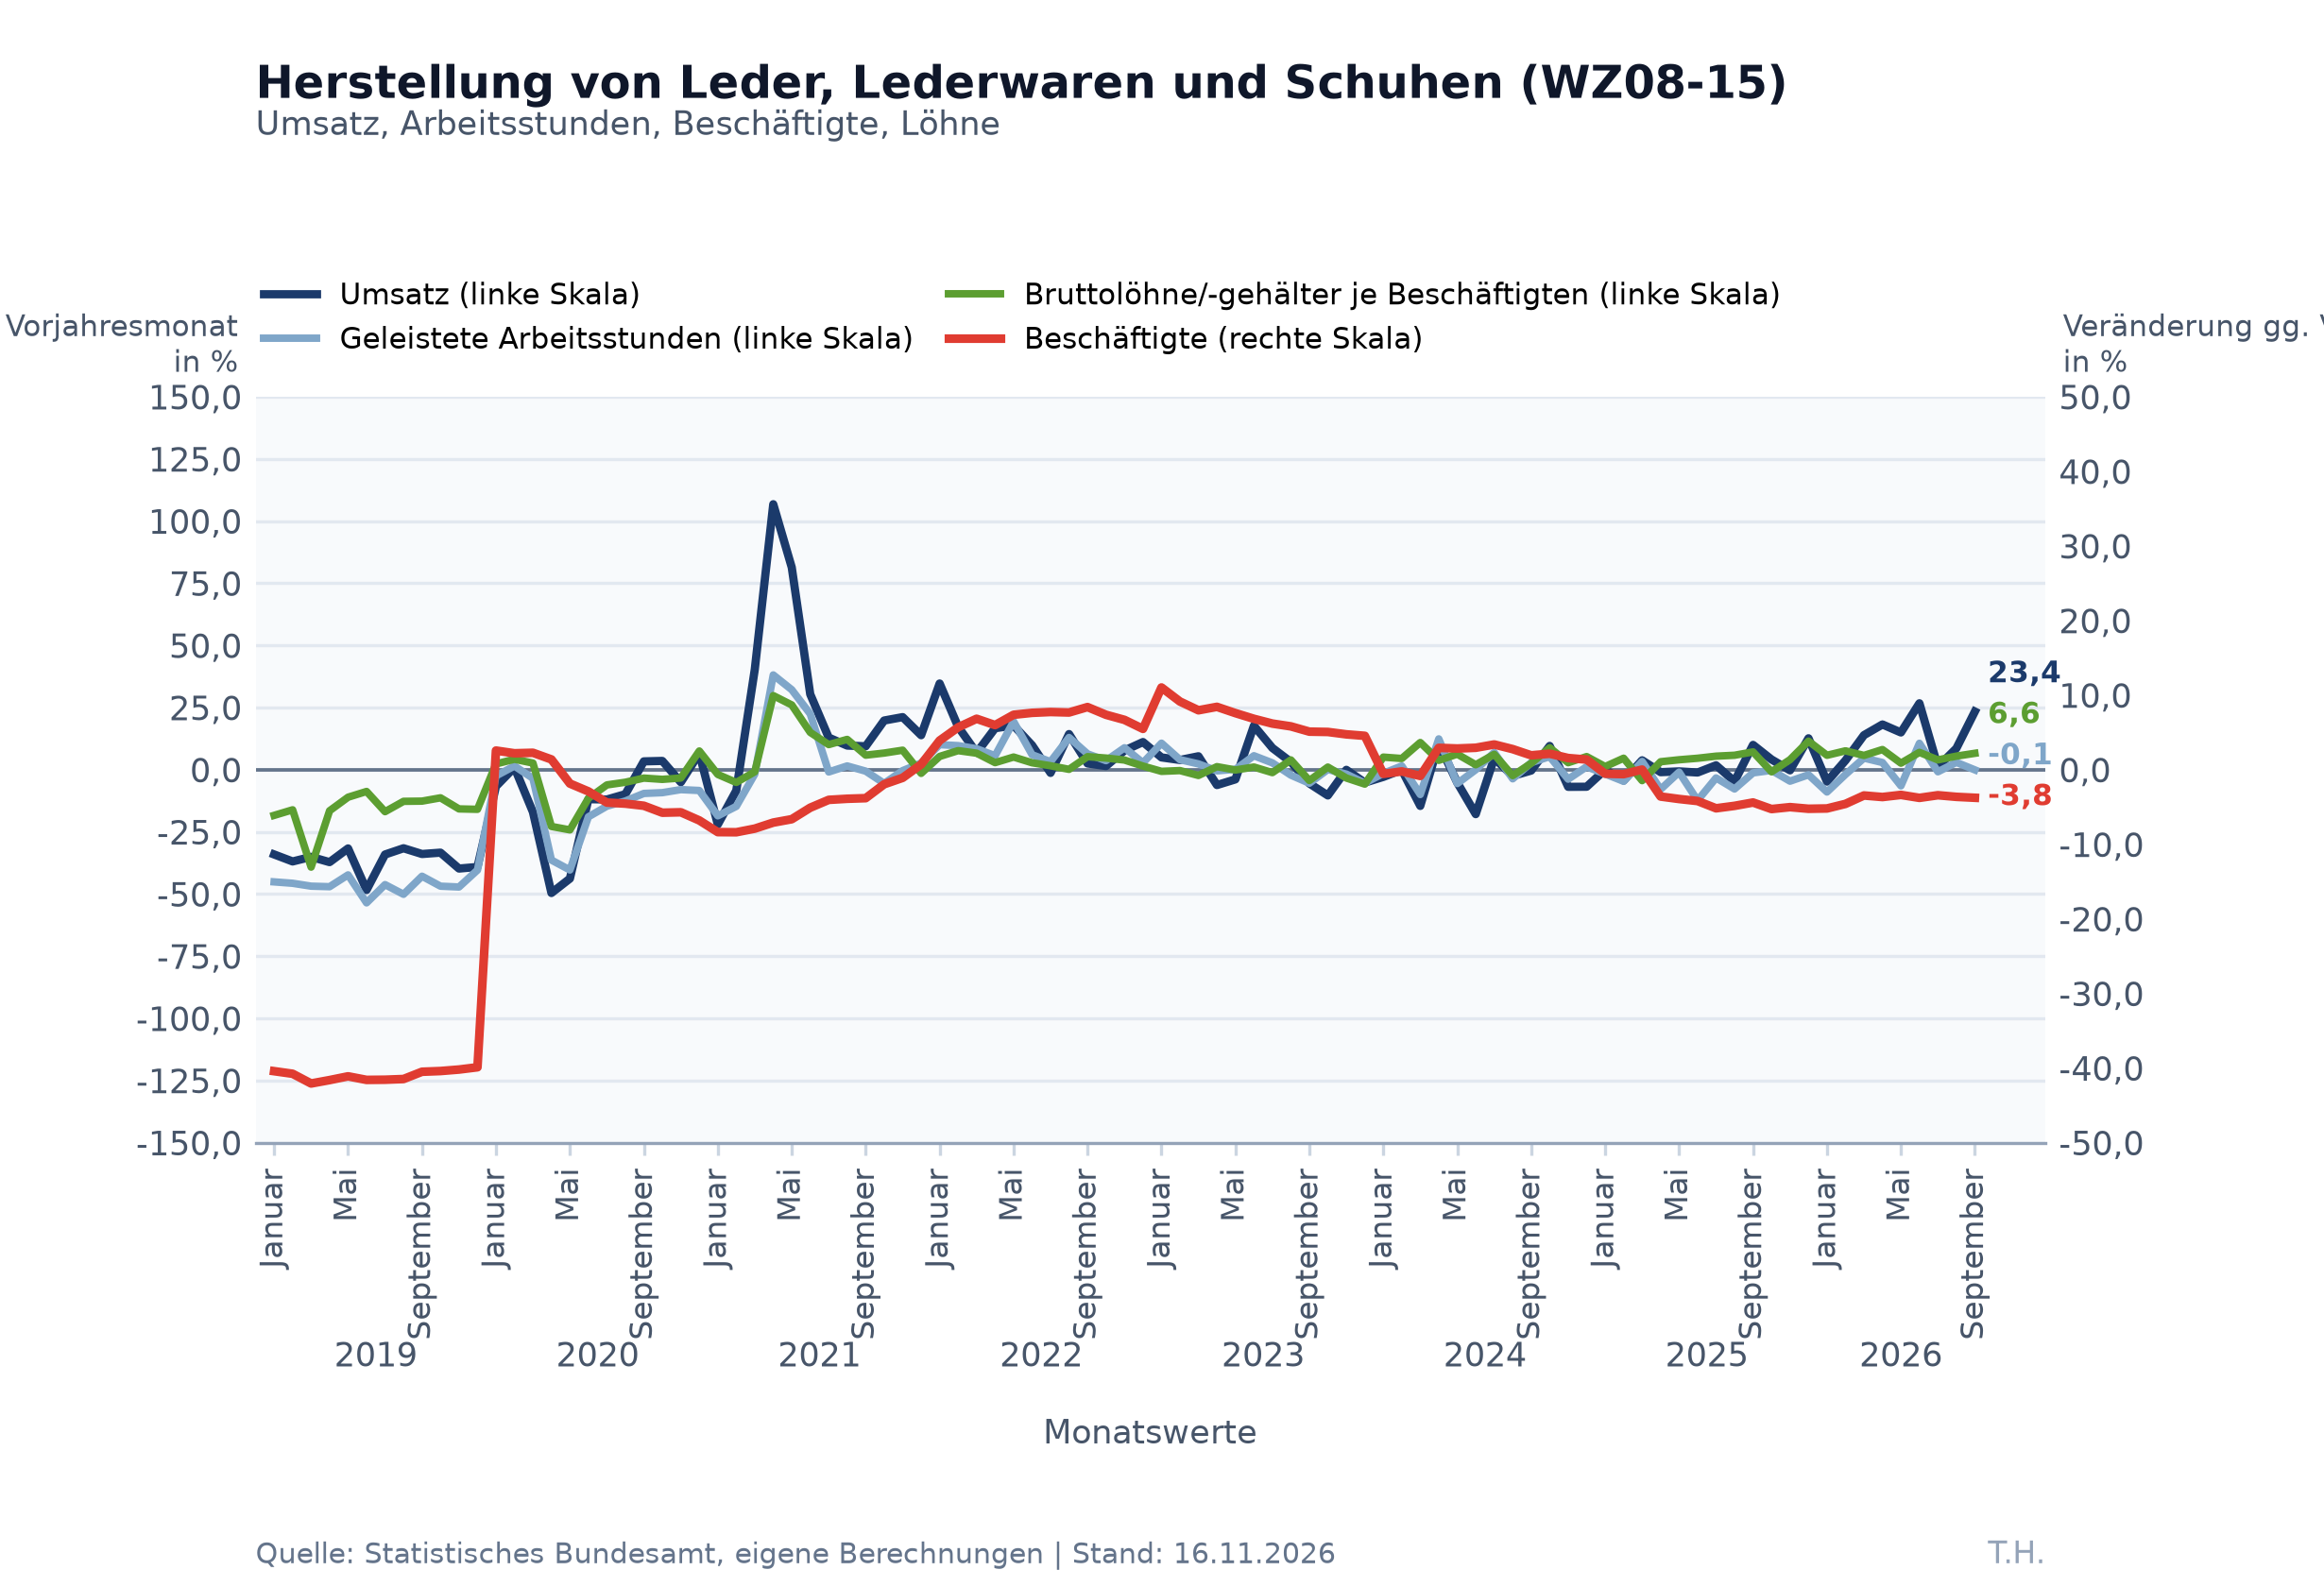 Herstellung von Leder, Lederwaren und Schuhen (WZ08-15)
Umsatz, Arbeitsstunden, Beschäftigte, Löhne
Umsatz (linke Skala)
Geleistete Arbeitsstunden (linke Skala)
Bruttolöhne/-gehälter je Beschäftigten (linke Skala)
Beschäftigte (rechte Skala)
Vorjahresmonat
in %
Veränderung gg.
in %
150,0
125,0
100,0
75,0
50,0
25,0
0,0
-25,0
-50,0
-75,0
-100,0
-125,0
-150,0
50,0
40,0
30,0
20,0
10,0
0,0
-10,0
-20,0
-30,0
-40,0
-50,0
23,4
6,6
-0,1
-3,8
Januar
Mai
September
Januar
Mai
September
Januar
Mai
September
Januar
Mai
September
Januar
Mai
September
Januar
Mai
September
Januar
Mai
September
Januar
Mai
September
2019
2020
2021
2022
2023
2024
2025
2026
Monatswerte
Quelle: Statistisches Bundesamt, eigene Berechnungen | Stand: 16.11.2026
T.H.